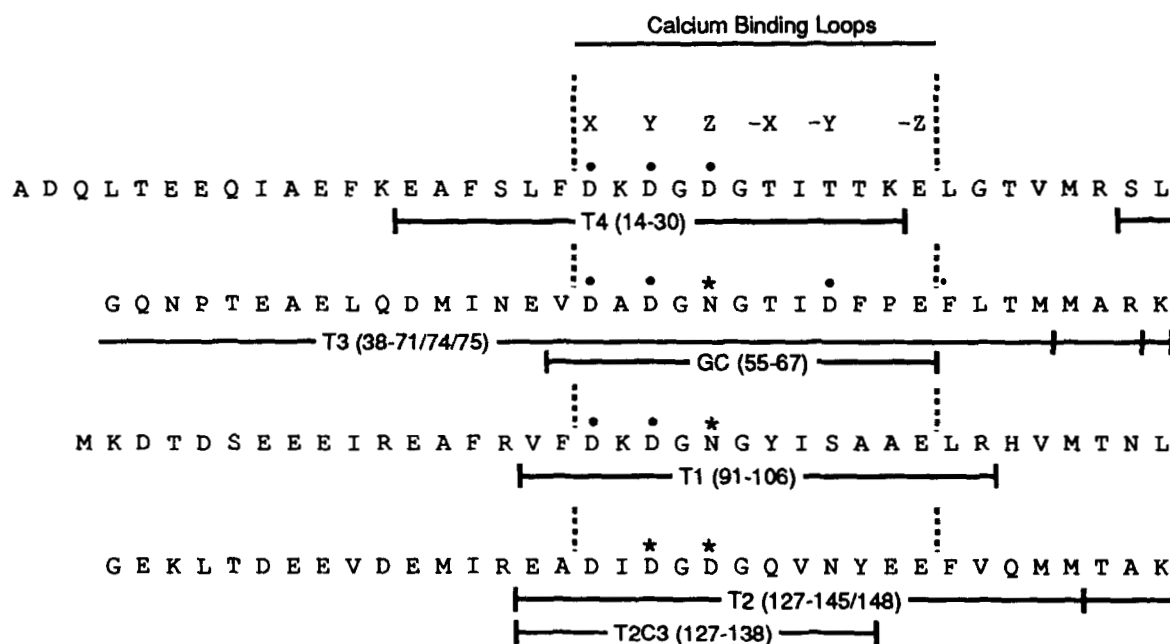 Calcium Binding Loops
X Y Z -X -Y -Z
A D Q L T E E Q I A E F K E A F S L F D K D G D G T I T T K E L G T V M R S L
T4 (14-30)
*
G Q N P T E A E L Q D M I N E V D A D G N G T I D F P E F L T M M A R K
T3 (38-71/74/75)
GC (55-67)
*
M K D T D S E E E I R E A F R V F D K D G N G Y I S A A E L R H V M T N L
T1 (91-106)
* *
G E K L T D E E V D E M I R E A D I D G D G Q V N Y E E F V Q M M T A K
T2 (127-145/148)
T2C3 (127-138)